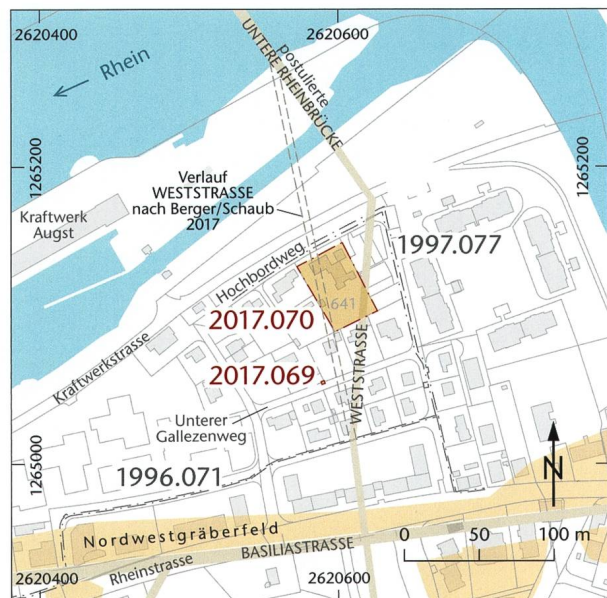 2620400
2620600
Rhein
postulierte
UNTERE RHEINBRÜCKE
1265200
1265200
Verlauf
WESTSTRASSE
nach Berger/Schaub
2017
Kraftwerk
Augst
Hochbordweg
1997.077
641
2017.070
Kraftwerkstrasse
WESTSTRASSE
2017.069
Unterer
Gallezenweg
1265000
1265000
1996.071
N
Nordwestgräberfeld
0 50 100 m
BASILIASTRASSE
Rheinstrasse
2620400
2620600